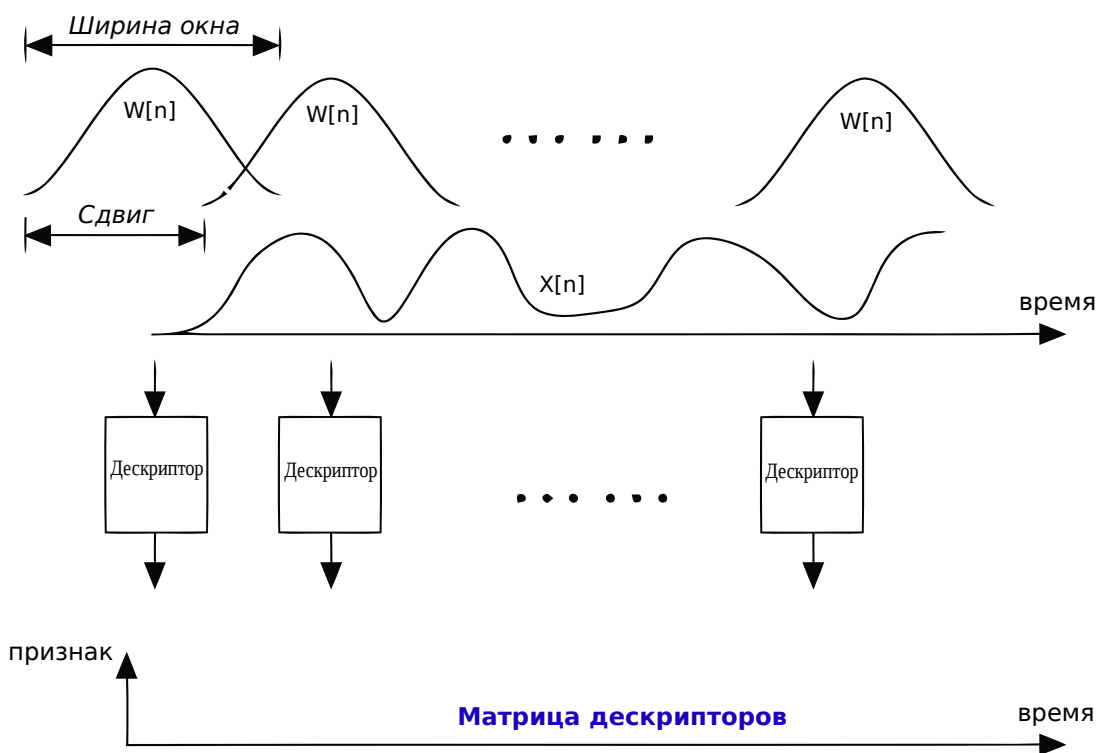 Ширина окна
W[n]
W[n]
W[n]
Сдвиг
X[n]
время
Дескриптор
Дескриптор
Дескриптор
признак
Матрица дескрипторов
время